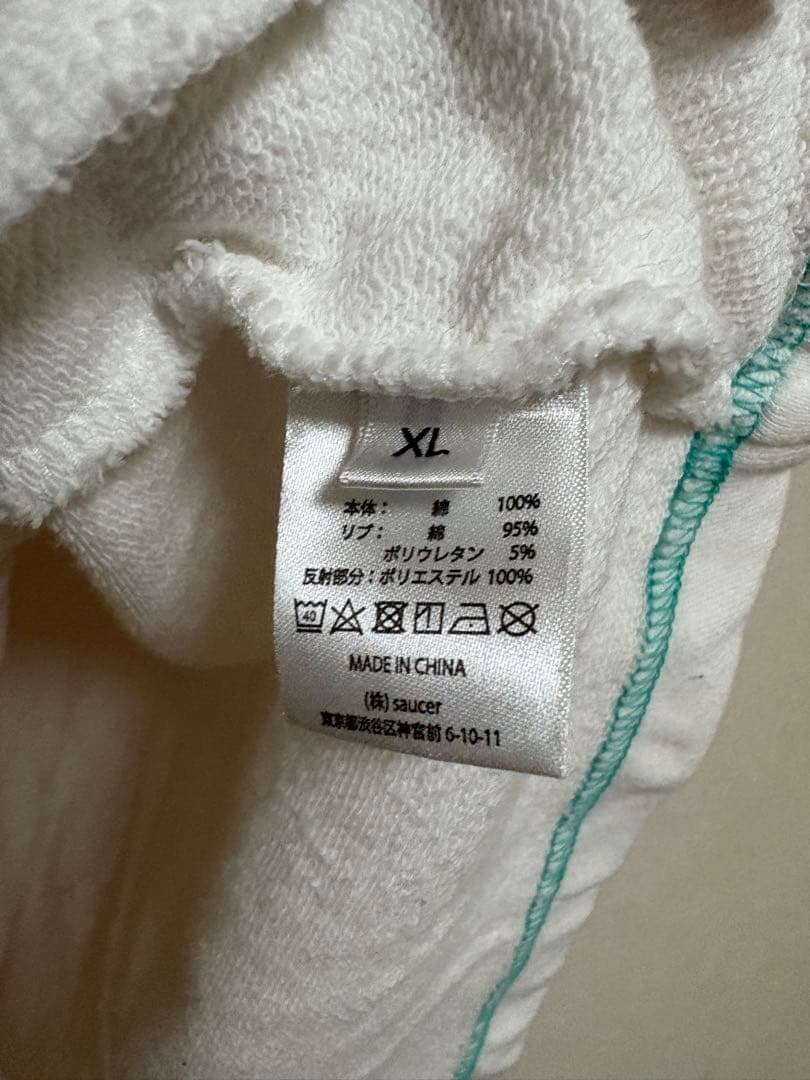 XL
本体： 綿 100%
リブ： 綿 95%
ポリウレタン 5%
反射部分：ポリエステル 100%
40
MADE IN CHINA
(株) saucer
東京都渋谷区神宮前 6-10-11